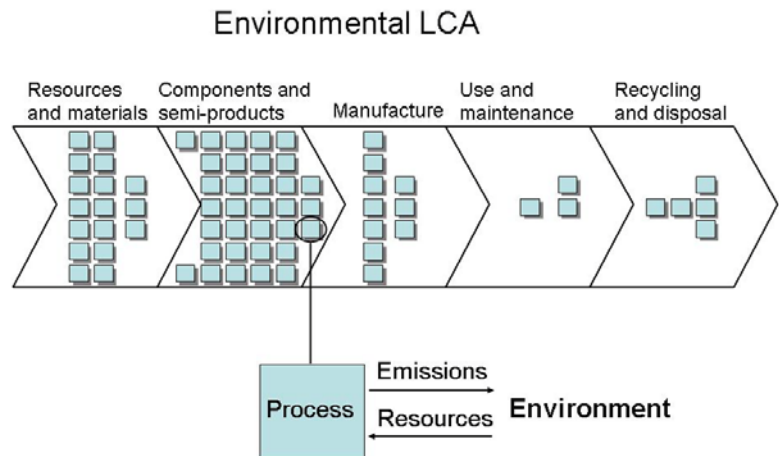 Environmental LCA
Resources
and materials
Components and
semi-products
Manufacture
Use and
maintenance
Recycling
and disposal
Process
Emissions
Resources
Environment